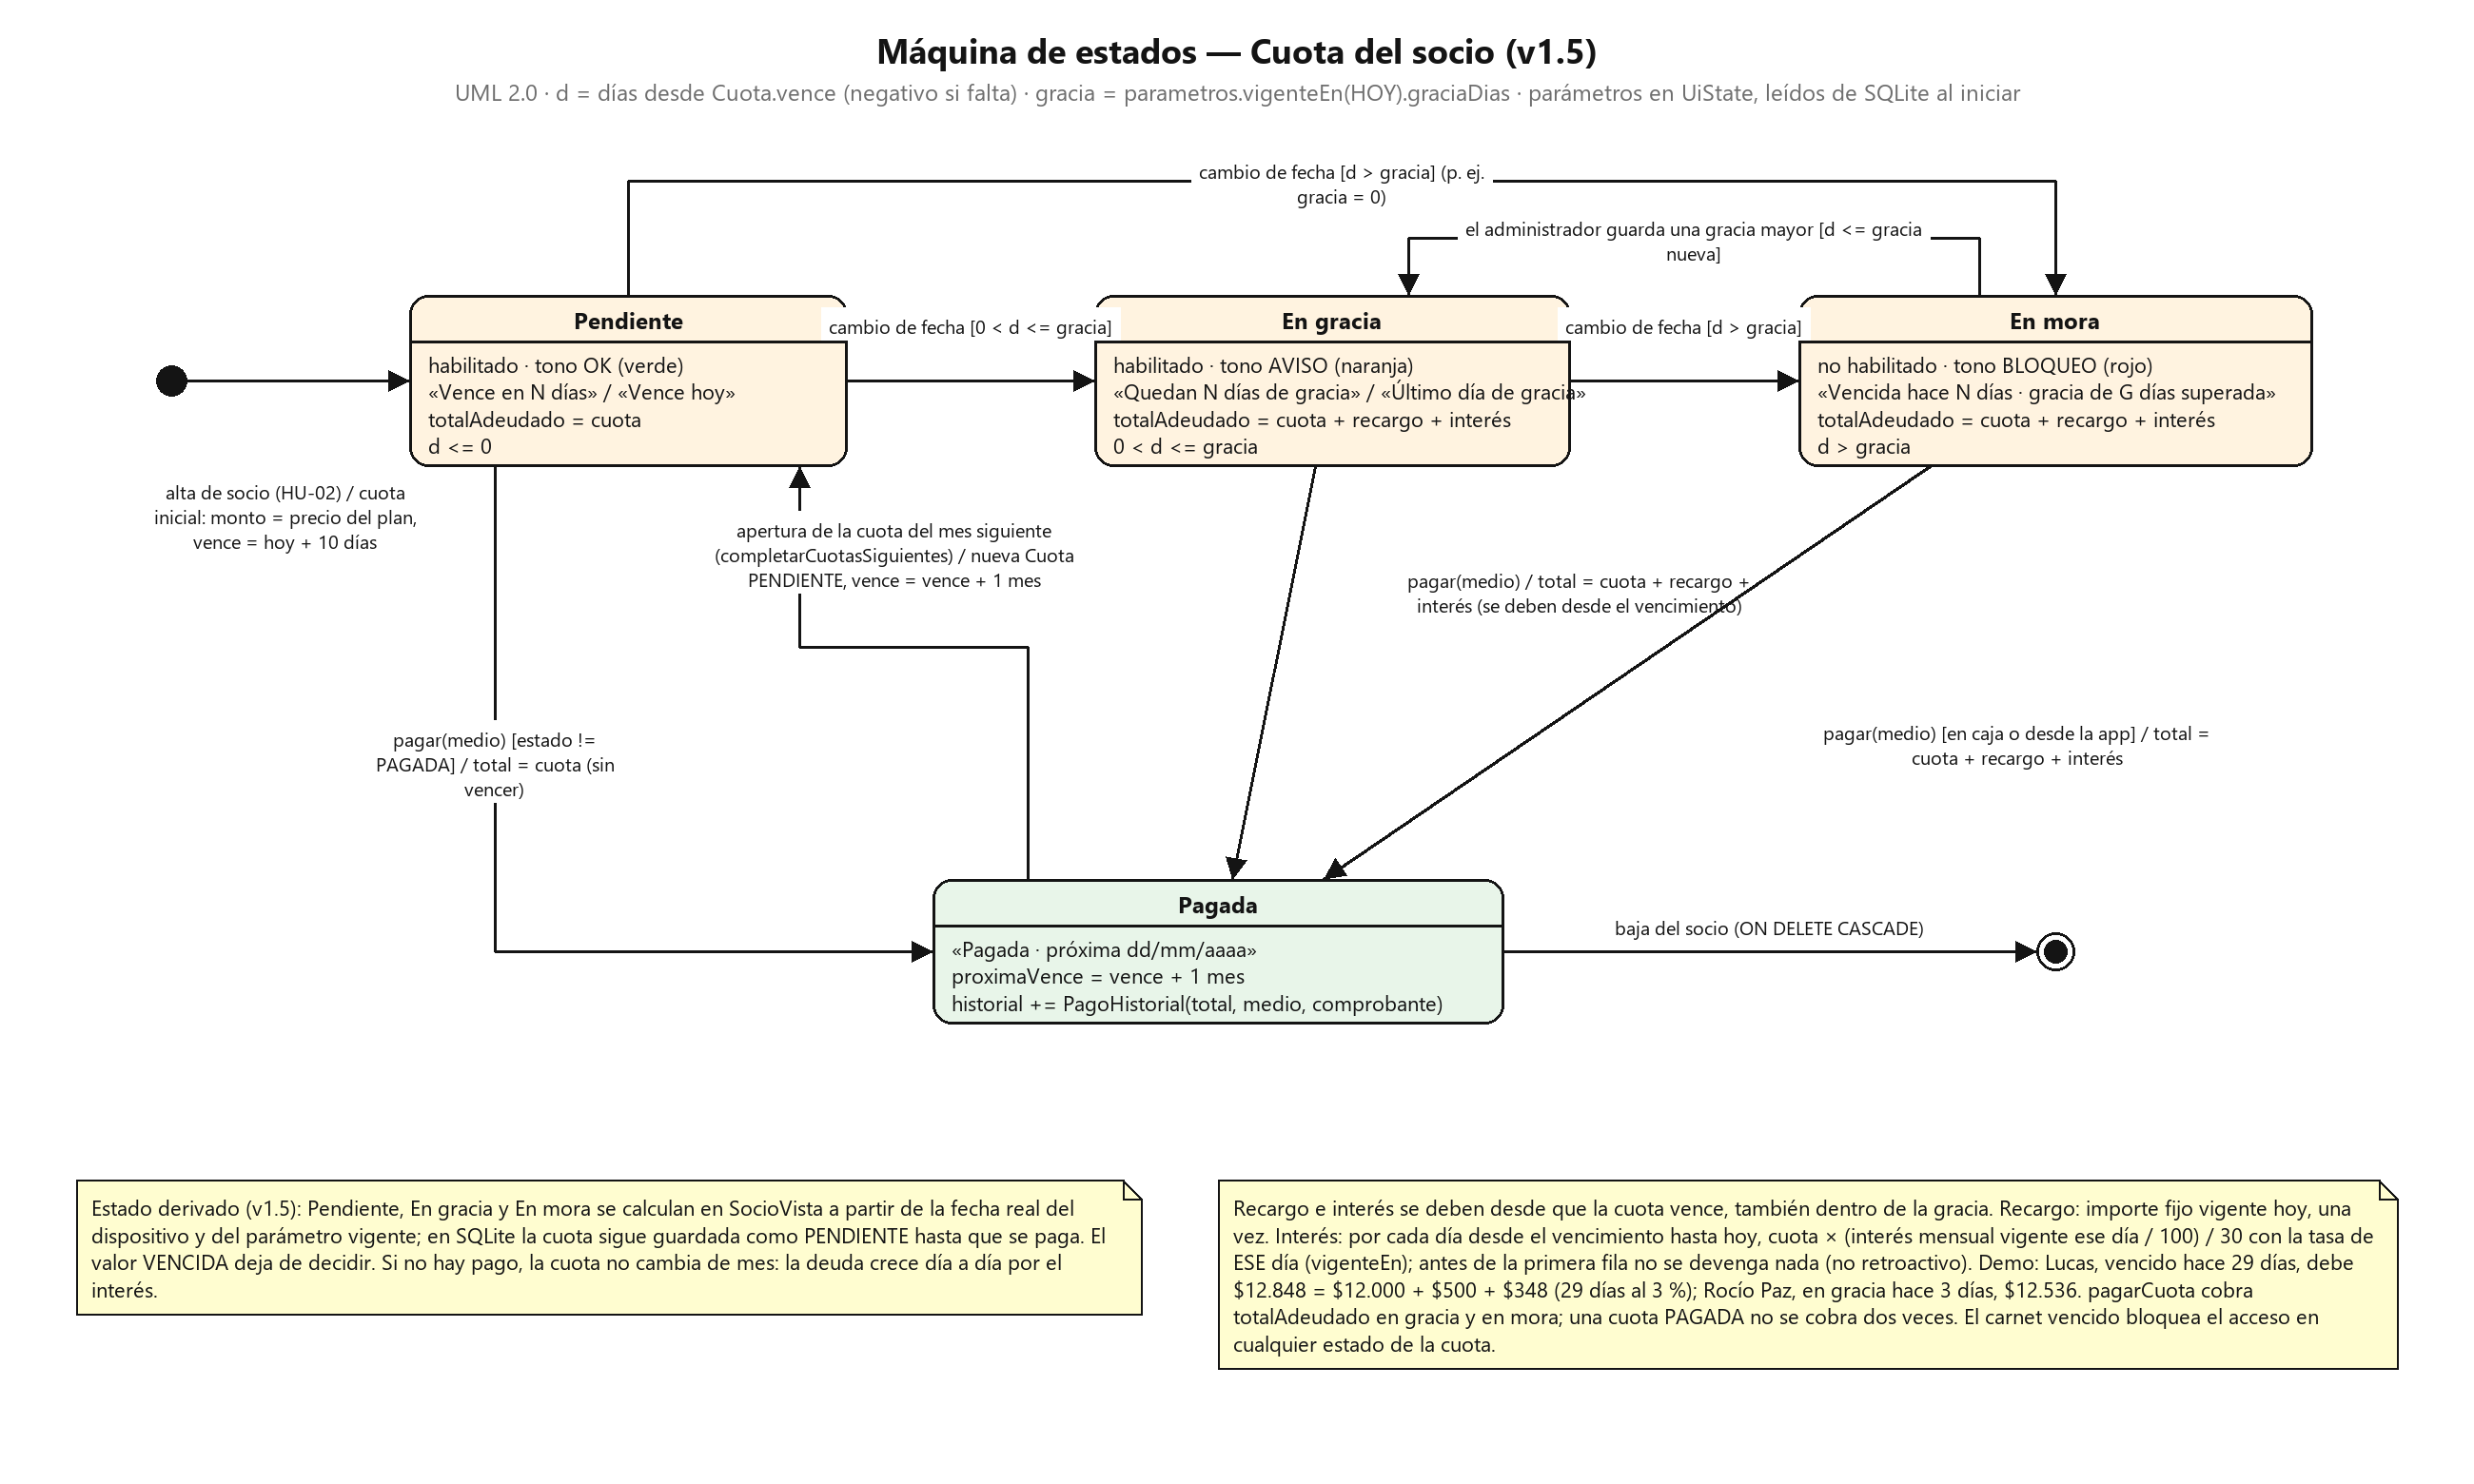 Máquina de estados — Cuota del socio (v1.5)
UML 2.0 · d = días desde Cuota.vence (negativo si falta) · gracia = parametros.vigenteEn(HOY).graciaDias · parámetros en UiState, leídos de SQLite al iniciar
cambio de fecha [d > gracia] (p. ej.
gracia = 0)
el administrador guarda una gracia mayor [d <= gracia
nueva]
Pendiente
habilitado · tono OK (verde)
«Vence en N días» / «Vence hoy»
totalAdeudado = cuota
d <= 0
cambio de fecha [0 < d <= gracia]
En gracia
habilitado · tono AVISO (naranja)
«Quedan N días de gracia» / «Último día de gracia»
totalAdeudado = cuota + recargo + interés
0 < d <= gracia
cambio de fecha [d > gracia]
En mora
no habilitado · tono BLOQUEO (rojo)
«Vencida hace N días · gracia de G días superada»
totalAdeudado = cuota + recargo + interés
d > gracia
alta de socio (HU-02) / cuota
inicial: monto = precio del plan,
vence = hoy + 10 días
apertura de la cuota del mes siguiente
(completarCuotasSiguientes) / nueva Cuota
PENDIENTE, vence = vence + 1 mes
pagar(medio) / total = cuota + recargo +
interés (se deben desde el vencimiento)
pagar(medio) [estado !=
PAGADA] / total = cuota (sin
vencer)
pagar(medio) [en caja o desde la app] / total =
cuota + recargo + interés
Pagada
«Pagada · próxima dd/mm/aaaa»
proximaVence = vence + 1 mes
historial += PagoHistorial(total, medio, comprobante)
baja del socio (ON DELETE CASCADE)
Estado derivado (v1.5): Pendiente, En gracia y En mora se calculan en SocioVista a partir de la fecha real del
dispositivo y del parámetro vigente; en SQLite la cuota sigue guardada como PENDIENTE hasta que se paga. El
valor VENCIDA deja de decidir. Si no hay pago, la cuota no cambia de mes: la deuda crece día a día por el
interés.
Recargo e interés se deben desde que la cuota vence, también dentro de la gracia. Recargo: importe fijo vigente hoy, una
vez. Interés: por cada día desde el vencimiento hasta hoy, cuota × (interés mensual vigente ese día / 100) / 30 con la tasa de
ESE día (vigenteEn); antes de la primera fila no se devenga nada (no retroactivo). Demo: Lucas, vencido hace 29 días, debe
$12.848 = $12.000 + $500 + $348 (29 días al 3 %); Rocío Paz, en gracia hace 3 días, $12.536. pagarCuota cobra
totalAdeudado en gracia y en mora; una cuota PAGADA no se cobra dos veces. El carnet vencido bloquea el acceso en
cualquier estado de la cuota.